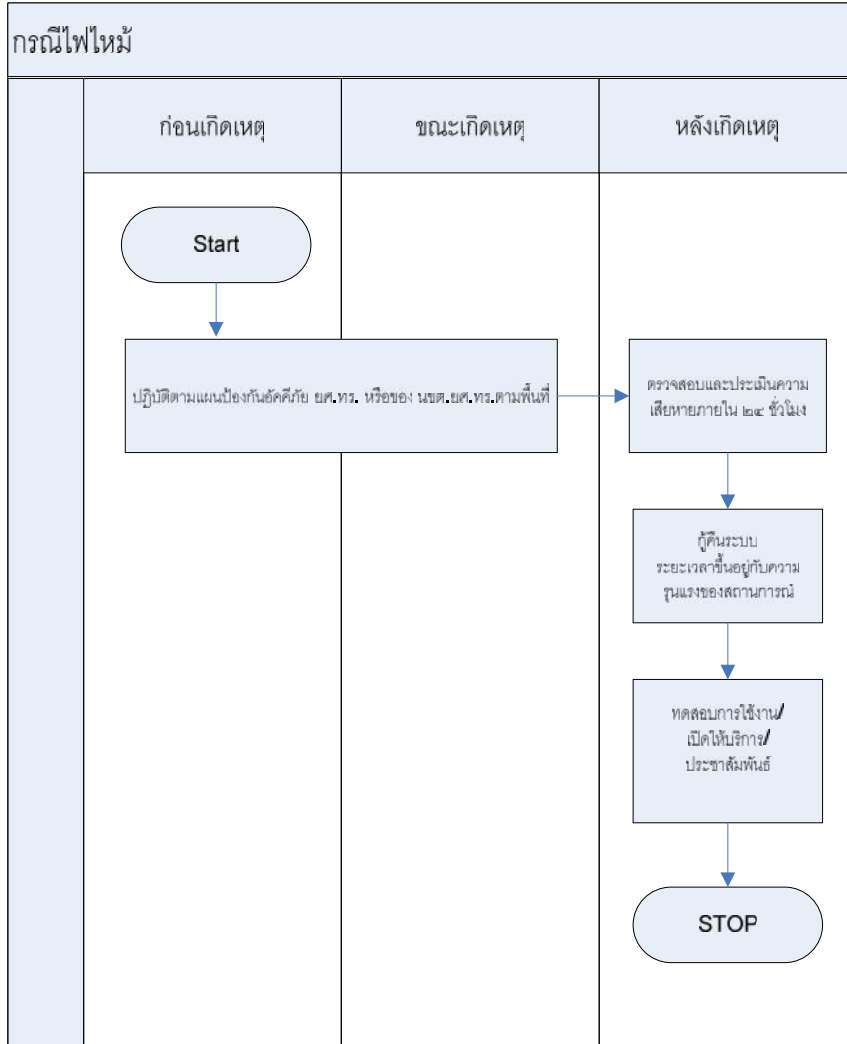 กรณีไฟไหม้
ก่อนเกิดเหตุ
ขณะเกิดเหตุ
หลังเกิดเหตุ
Start
ปฏิบัติตามแผนป้องกันอัคคีภัย ยศ.ทร. หรือของ นขต.ยศ.ทร.ตามพื้นที่
ตรวจสอบและประเมินความ
เสียหายภายใน ๒๔ ชั่วโมง
กู้คืนระบบ
ระยะเวลาขึ้นอยู่กับความ
รุนแรงของสถานการณ์
ทดสอบการใช้งาน/
เปิดให้บริการ/
ประชาสัมพันธ์
STOP